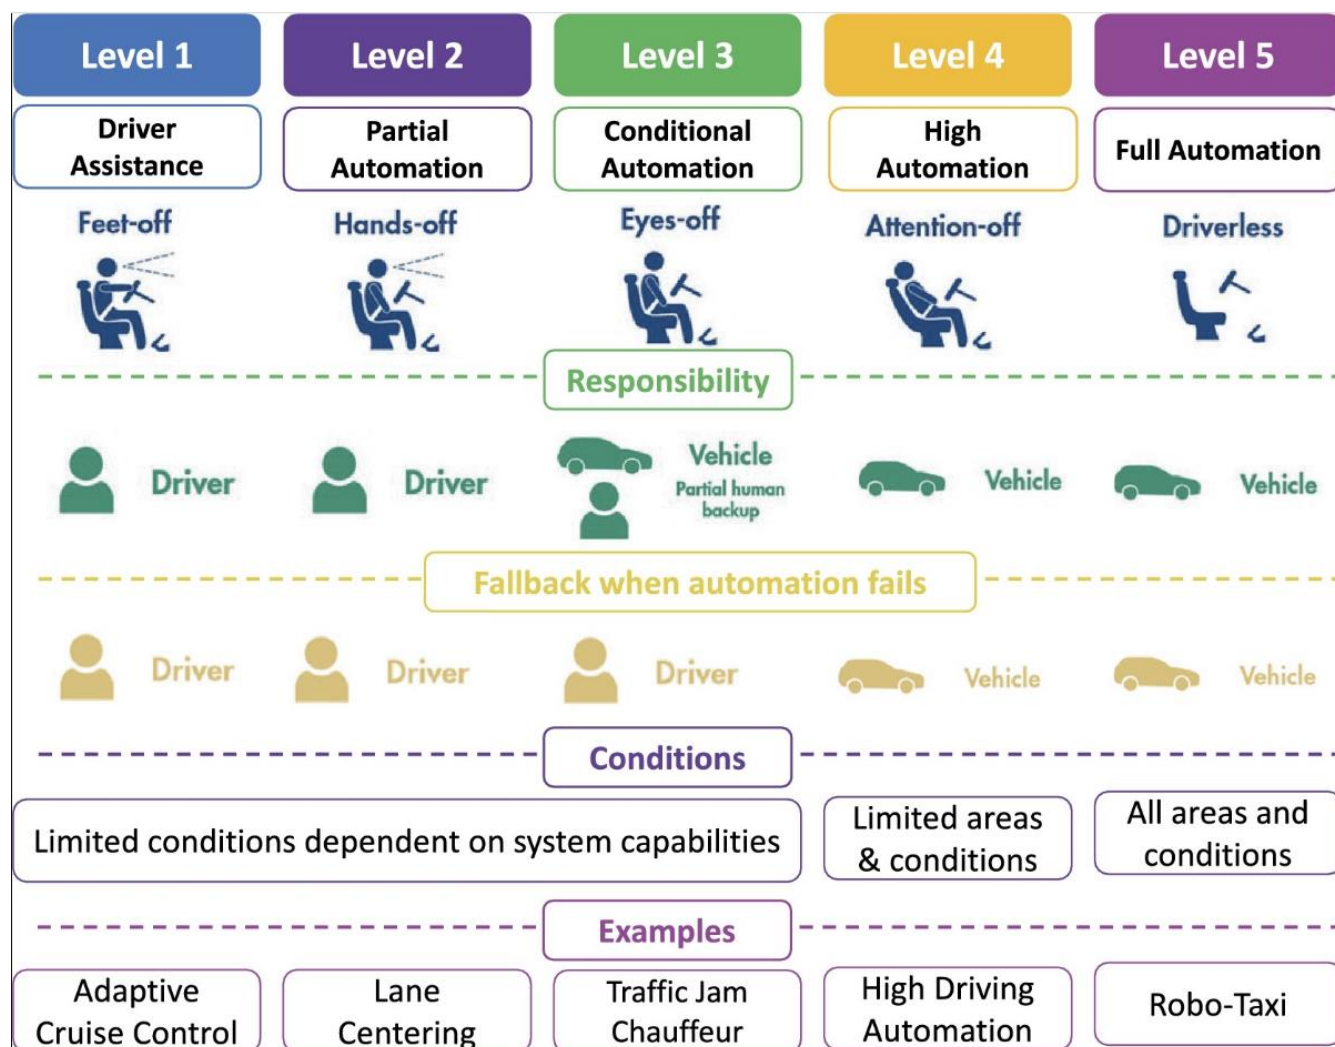 Level 1
Level 2
Level 3
Level 4
Level 5
Driver
Assistance
Partial
Automation
Conditional
Automation
High
Automation
Full Automation
Feet-off
Hands-off
Eyes-off
Attention-off
Driverless
Responsibility
Driver
Driver
Vehicle
Partial human
backup
Vehicle
Vehicle
Fallback when automation fails
Driver
Driver
Driver
Vehicle
Vehicle
Conditions
Limited conditions dependent on system capabilities
Limited areas
& conditions
All areas and
conditions
Examples
Adaptive
Cruise Control
Lane
Centering
Traffic Jam
Chauffeur
High Driving
Automation
Robo-Taxi